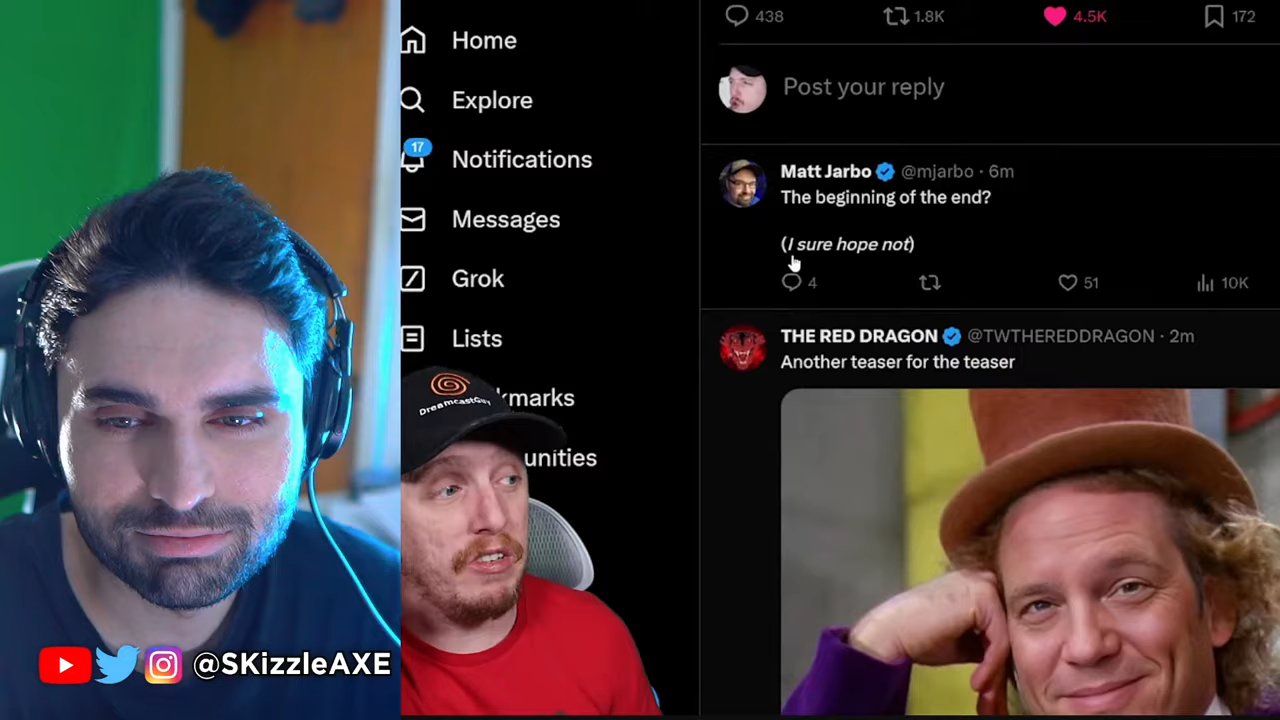 438
1.8K
4.5K
172
Home
Post your reply
Explore
17
Notifications
Matt Jarbo @mjarbo · 6m
The beginning of the end?
Messages
(I sure hope not)
Grok
4
51
10K
Lists
THE RED DRAGON @TWTHEREDDRAGON · 2m
Another teaser for the teaser
kmarks
DreamcastGuy
unities
@SKizzleAXE